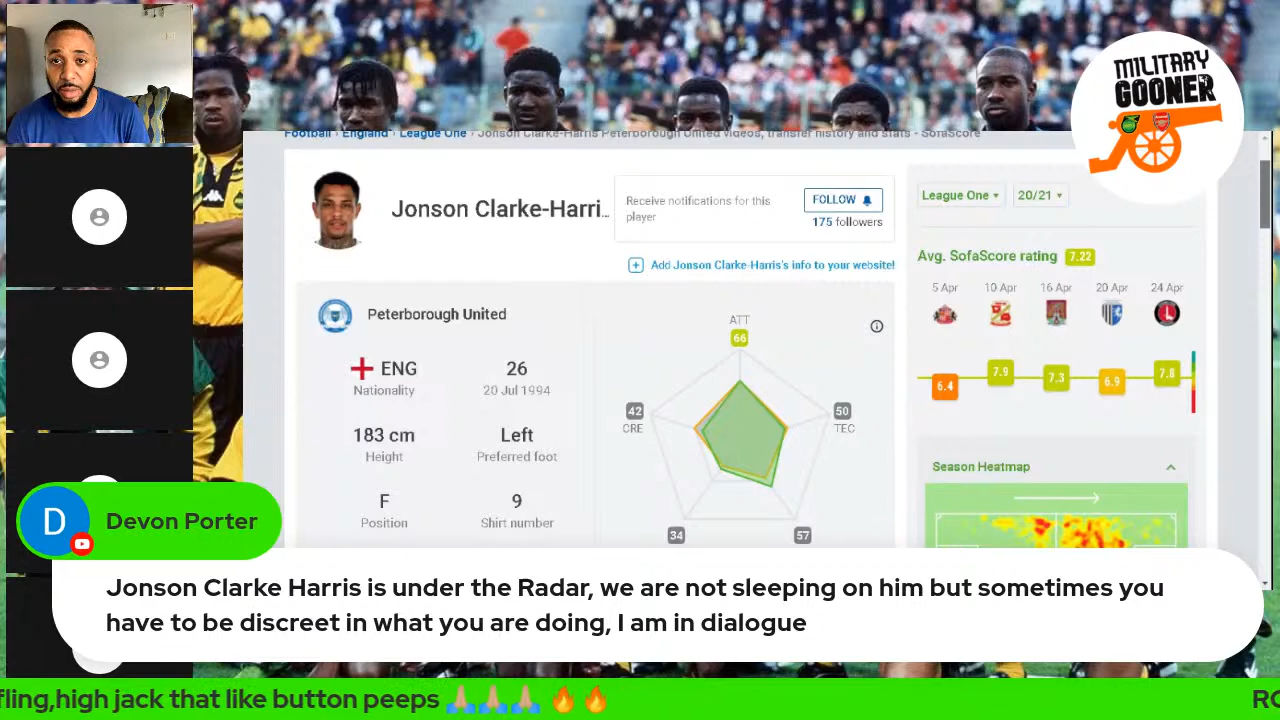 MILITARY
GOONER
Football › England › League One › Jonson Clarke-Harris Peterborough United videos, transfer history and stats - SofaScore
Jonson Clarke-Harri...
Receive notifications for this
player
FOLLOW
175 followers
Add Jonson Clarke-Harris's info to your website!
League One
20/21
Avg. SofaScore rating 7.22
5 Apr 10 Apr 16 Apr 20 Apr 24 Apr
6.4 7.9 7.3 6.9 7.8
Peterborough United
ENG
Nationality
26
20 Jul 1994
183 cm
Height
Left
Preferred foot
F
Position
9
Shirt number
ATT
66
42
CRE
50
TEC
34
57
Season Heatmap
D
Devon Porter
Jonson Clarke Harris is under the Radar, we are not sleeping on him but sometimes you
have to be discreet in what you are doing, I am in dialogue
fling,high jack that like button peeps 🙏🏼🙏🏼🙏🏼 🔥🔥